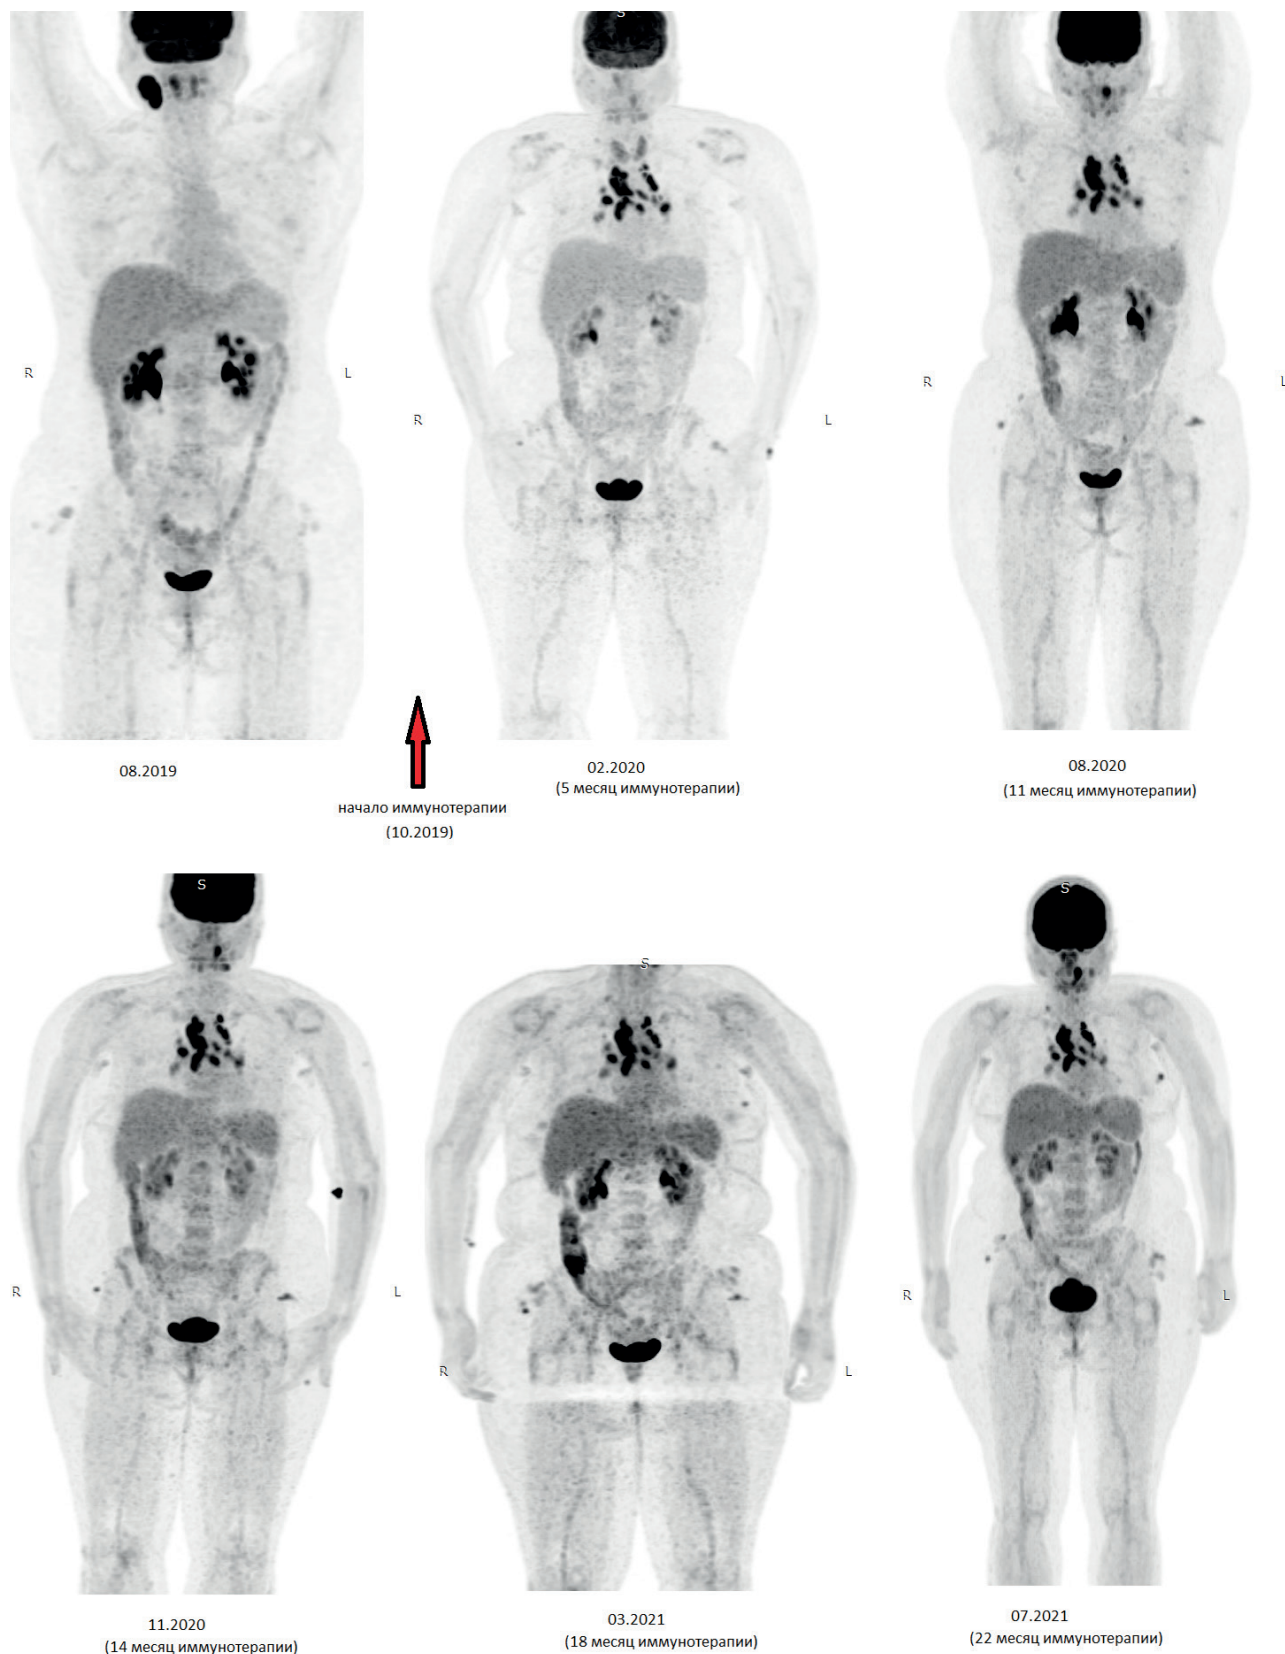 S
R
L
R
L
R
L
08.2019
02.2020
(5 месяц иммунотерапии)
08.2020
(11 месяц иммунотерапии)
начало иммунотерапии
(10.2019)
S
S
S
R
L
R
L
R
L
11.2020
(14 месяц иммунотерапии)
03.2021
(18 месяц иммунотерапии)
07.2021
(22 месяц иммунотерапии)